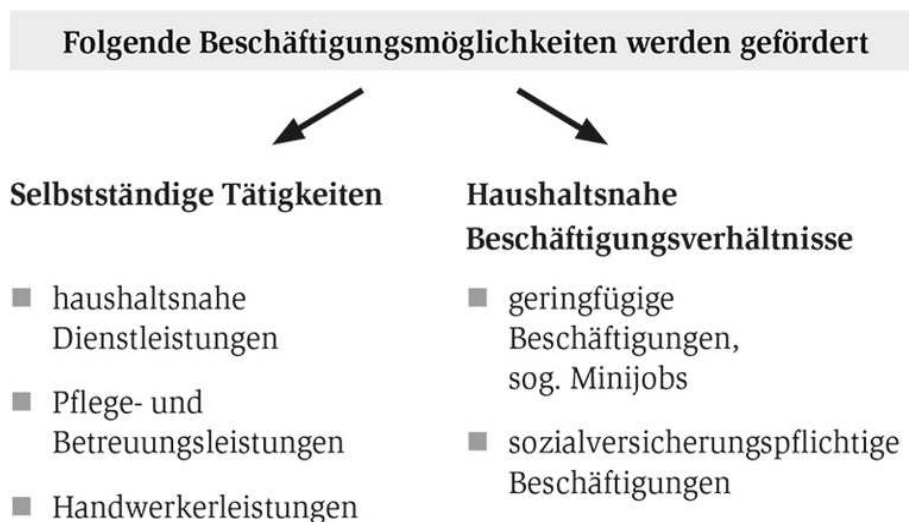 Folgende Beschäftigungsmöglichkeiten werden gefördert
Selbstständige Tätigkeiten
haushaltsnahe
Dienstleistungen
Pflege- und
Betreuungsleistungen
Handwerkerleistungen
Haushaltsnahe
Beschäftigungsverhältnisse
geringfügige
Beschäftigungen,
sog. Minijobs
sozialversicherungspflichtige
Beschäftigungen